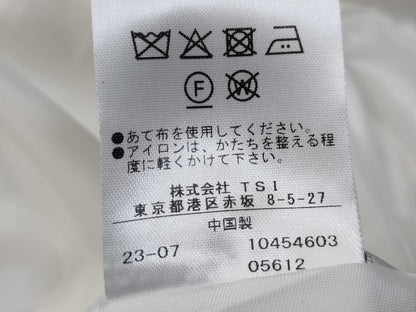 F W
●あて布を使用してください。
●アイロンは、かたちを整える程
度に軽くかけて下さい。
株式会社 TSI
東京都港区赤坂 8-5-27
中国製
23-07 10454603
05612